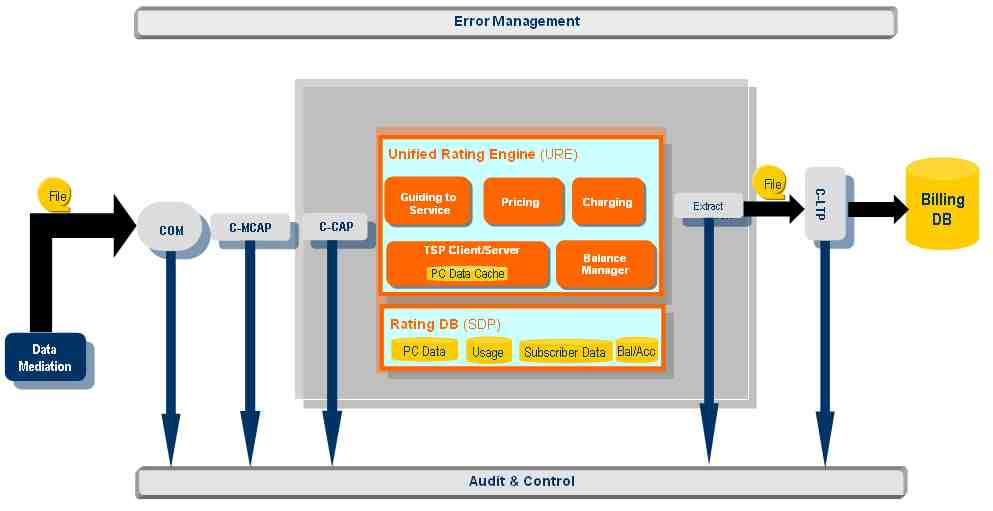 Error Management
Unified Rating Engine (URE)
File
File
Guiding to
Service
Pricing
Charging
Extract
C-LTP
Billing
DB
COM
C-MCAP
C-CAP
TSP Client/Server
PC Data Cache
Balance
Manager
Rating DB (SDP)
PC Data
Usage
Subscriber Data
Bal/Acc
Data
Mediation
Audit & Control